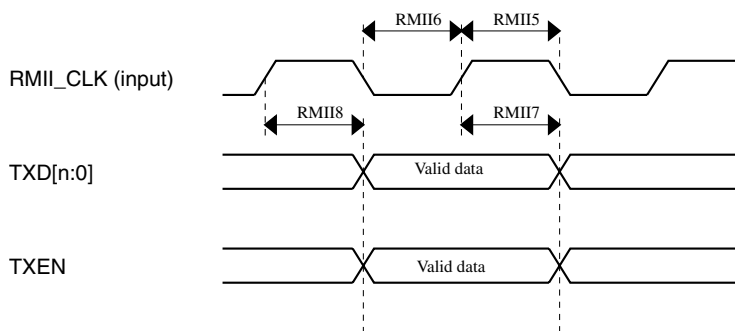 RMII6 RMII5
RMII_CLK (input)
RMII8 RMII7
TXD[n:0] Valid data
TXEN Valid data